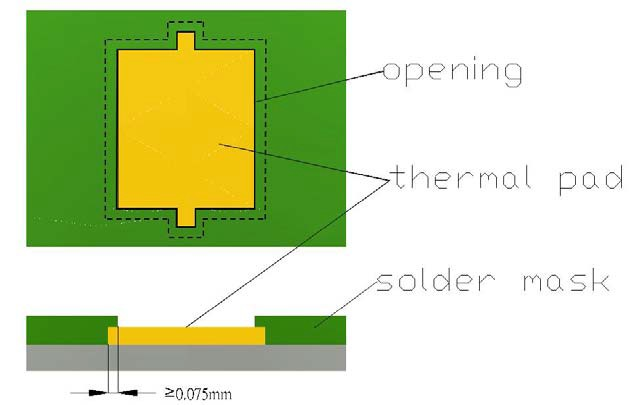 opening
thermal pad
solder mask
≥0.075mm